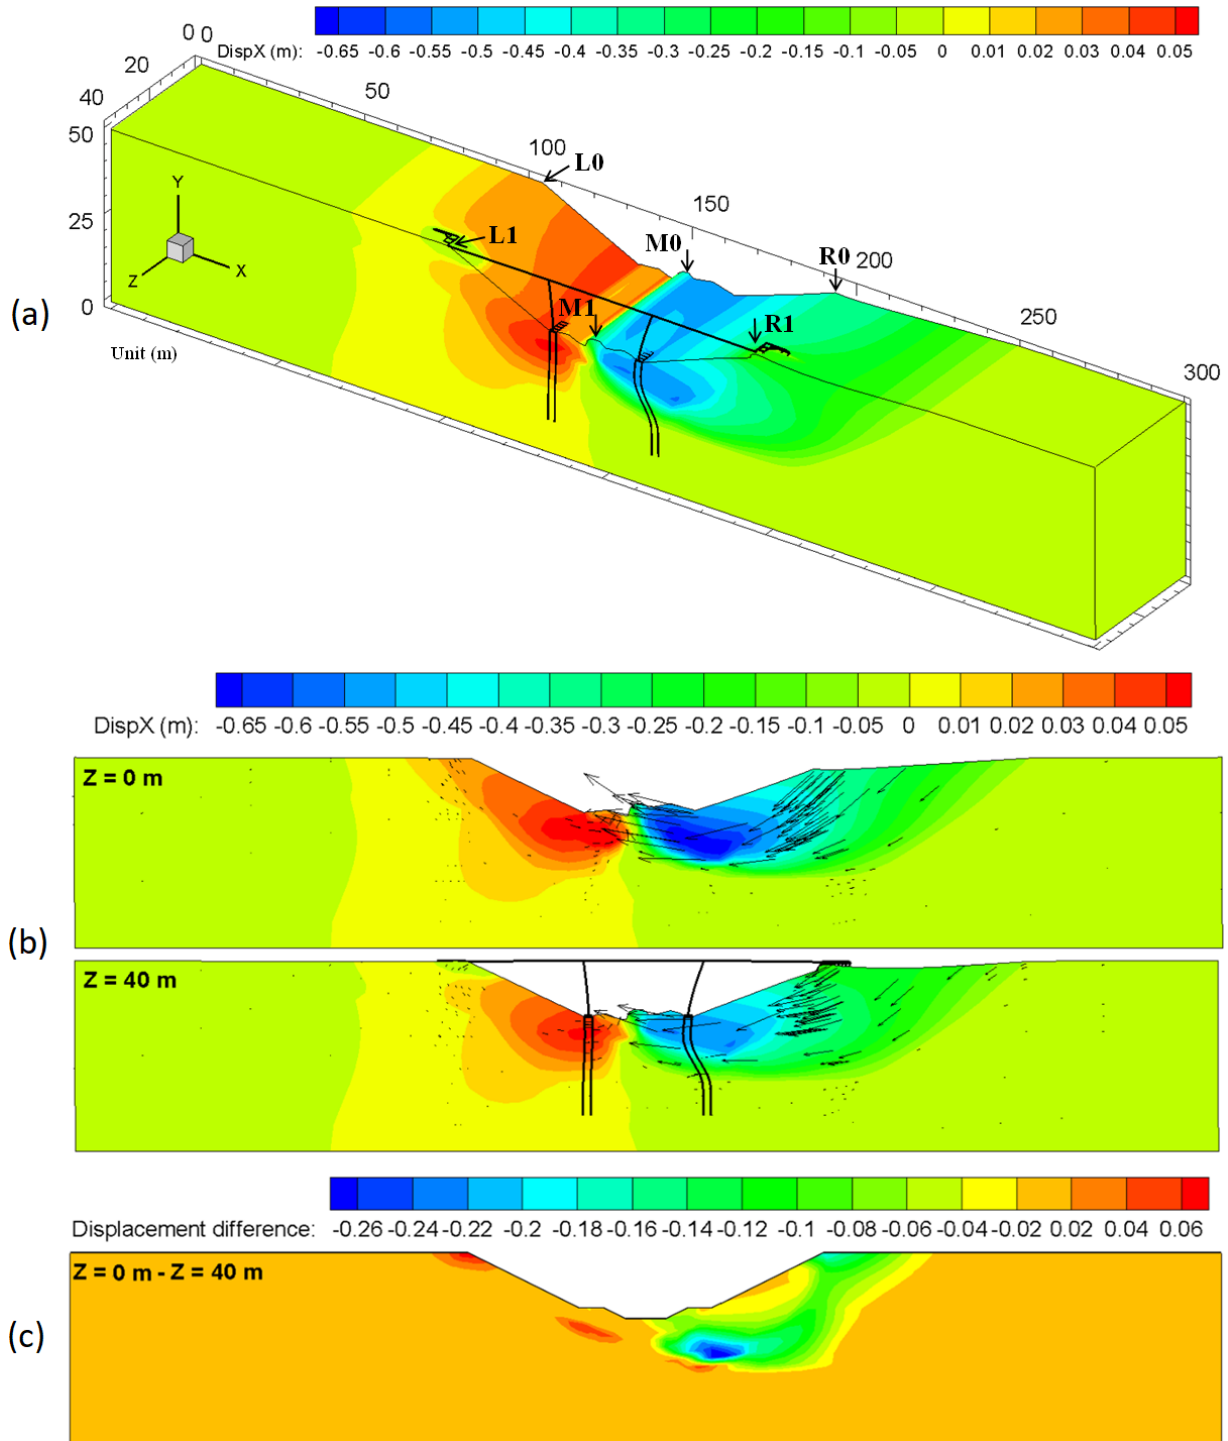 DispX (m): -0.65 -0.6 -0.55 -0.5 -0.45 -0.4 -0.35 -0.3 -0.25 -0.2 -0.15 -0.1 -0.05 0 0.01 0.02 0.03 0.04 0.05
0 0
20
40
50
50
100
L0
150
25
Y
L1
M0
R0
200
Z
X
0
(a)
M1
R1
250
Unit (m)
300
DispX (m): -0.65 -0.6 -0.55 -0.5 -0.45 -0.4 -0.35 -0.3 -0.25 -0.2 -0.15 -0.1 -0.05 0 0.01 0.02 0.03 0.04 0.05
Z = 0 m
(b)
Z = 40 m
Displacement difference: -0.26 -0.24 -0.22 -0.2 -0.18 -0.16 -0.14 -0.12 -0.1 -0.08 -0.06 -0.04 -0.02 0.02 0.04 0.06
Z = 0 m - Z = 40 m
(c)